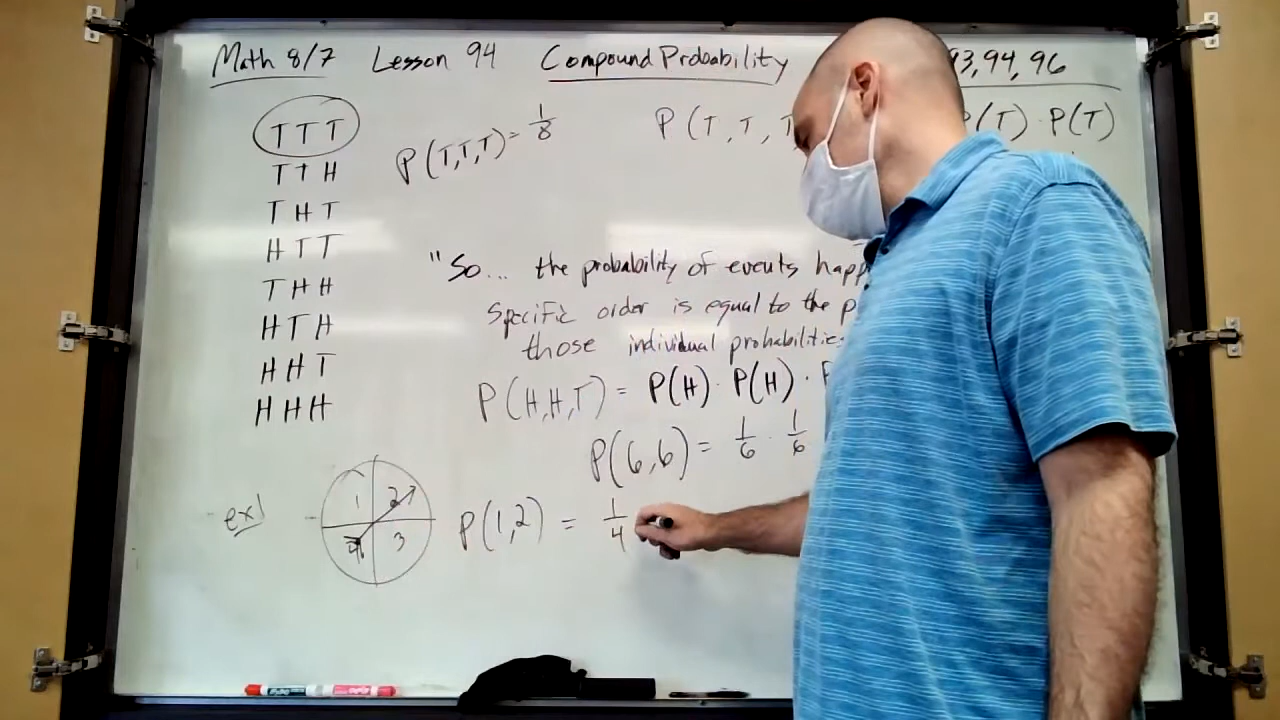 Math 8/7 Lesson 94 Compound Probability 93, 94, 96
TTT
P(T,T,T) = 1/8
P(T, T, P(T) · P(T)
TTH
THT
HTT
THH
HTH
HHT
HHH
"So... the probability of events
Specific order is equal to the
those individual
P(H,H,T) = P(H) · P(H) ·
P(6,6) = 1/6 · 1/6
ex)
1 2
4 3
P(1,2) = 1/4